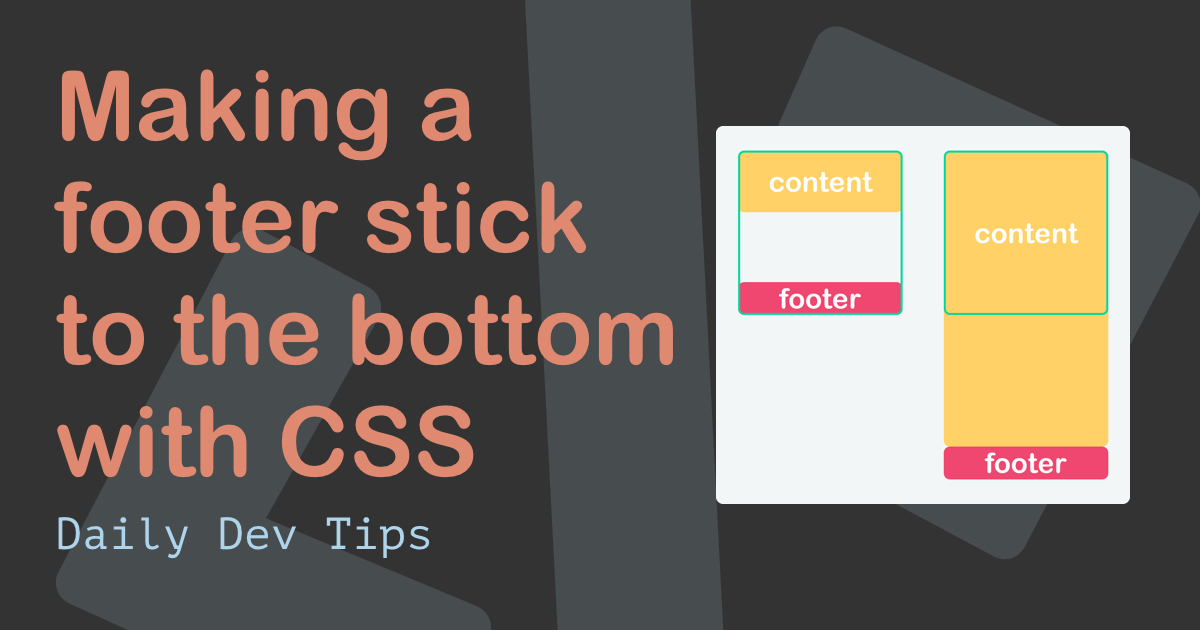 Making a
footer stick
to the bottom
with CSS
Daily Dev Tips
content
footer
content
footer